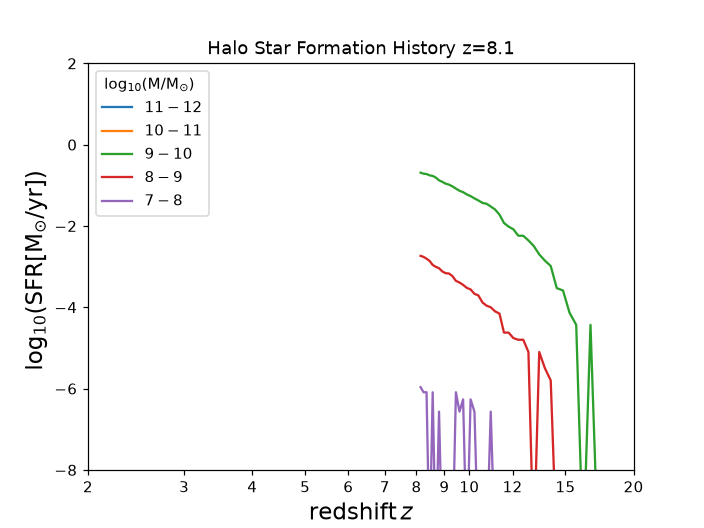 Halo Star Formation History z=8.1
log₁₀(SFR[M☉/yr])
2
0
−2
−4
−6
−8
log₁₀(M/M☉)
11 − 12
10 − 11
9 − 10
8 − 9
7 − 8
2 3 4 5 6 7 8 9 10 12 15 20
redshift z